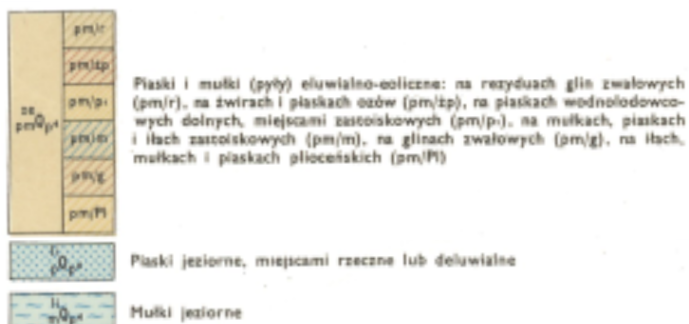 pm/r
pm/żp
pm/p₁
pm/m
pm/g
pm/Pl
Piaski i mułki (pyły) eluwialno-eoliczne: na rezyduach glin zwałowych
(pm/r), na żwirach i piaskach ozów (pm/żp), na piaskach wodnolodowco-
wych dolnych, miejscami zastoiskowych (pm/p₁), na mułkach, piaskach
i iłach zastoiskowych (pm/m), na glinach zwałowych (pm/g), na iłach,
mułkach i piaskach plioceńskich (pm/Pl)
Piaski jeziorne, miejscami rzeczne lub deluwialne
Mułki jeziorne